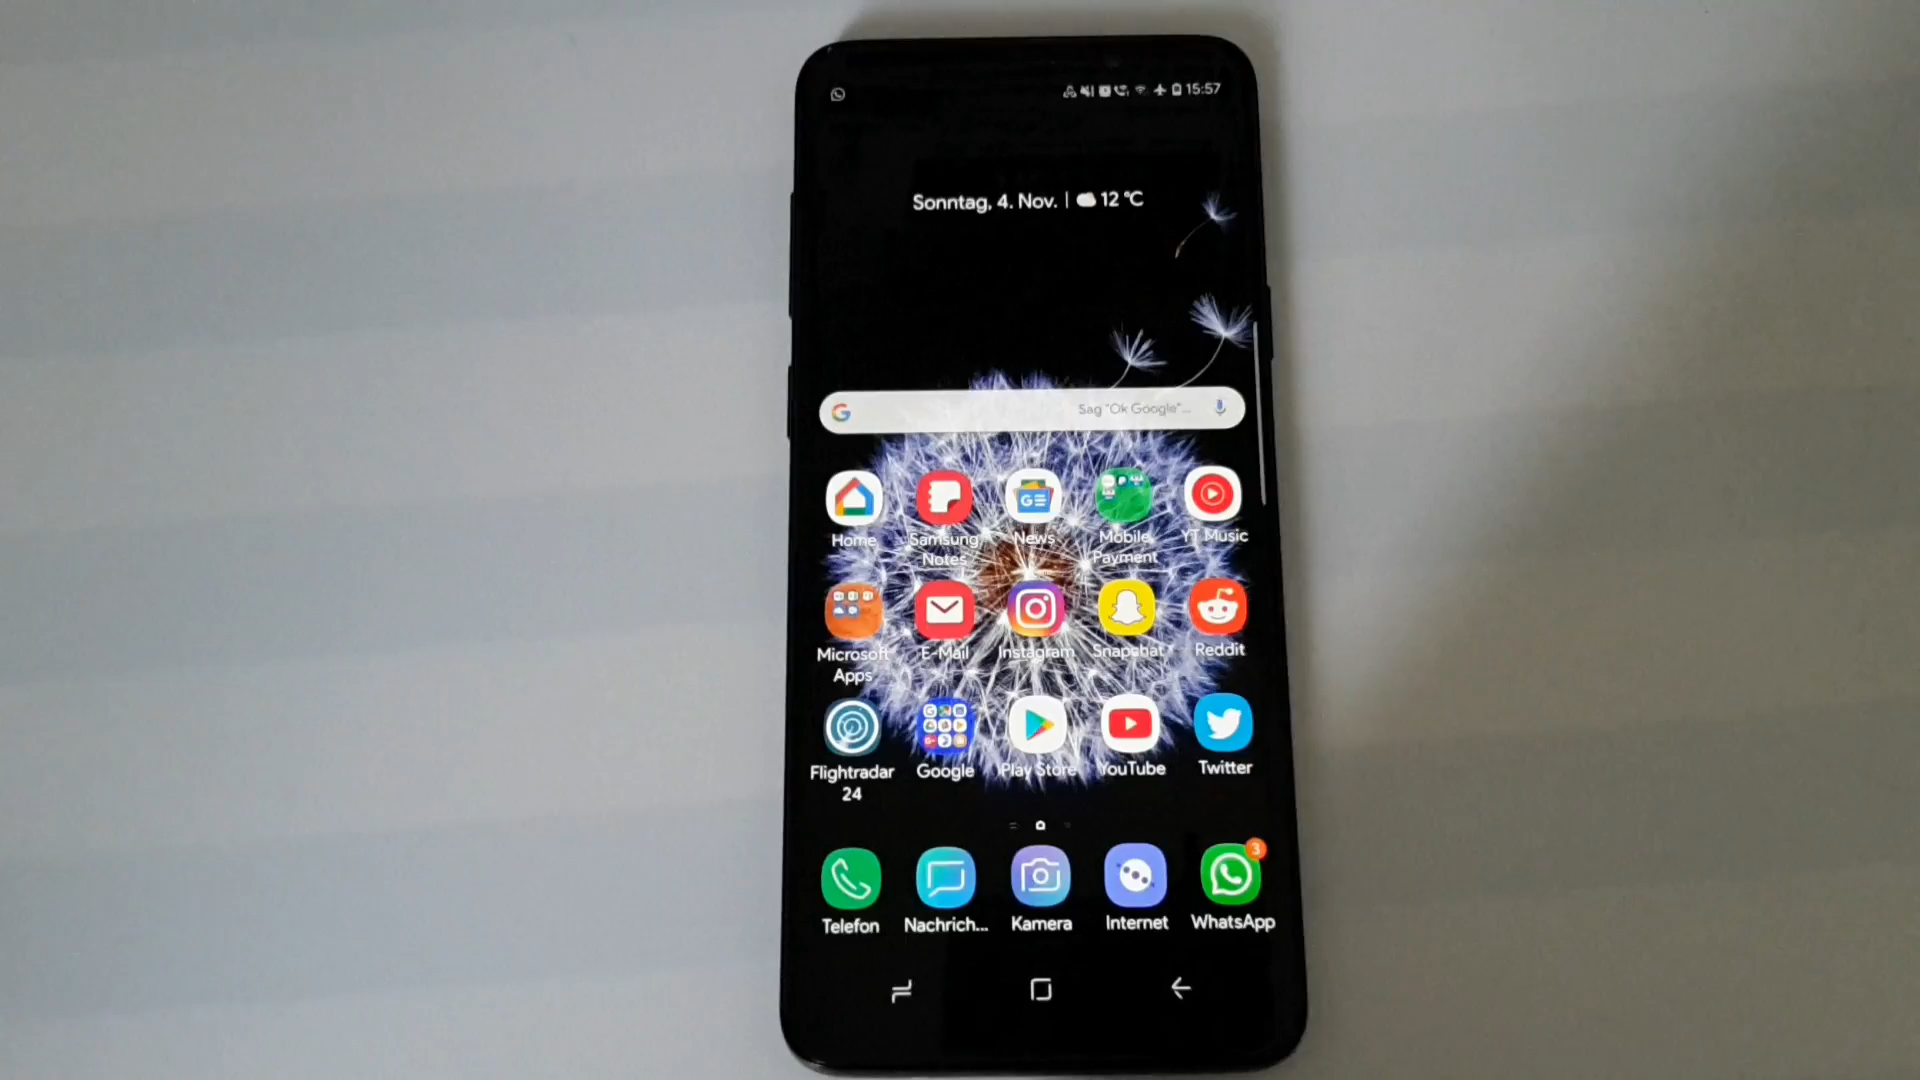 15:57
Sonntag, 4. Nov. | 12 °C
Sag "Ok Google"...
Home
Samsung Notes
News
Mobile Payment
YT Music
Microsoft Apps
E-Mail
Instagram
Snapchat
Reddit
Flightradar 24
Google
Play Store
YouTube
Twitter
3
Telefon
Nachrich...
Kamera
Internet
WhatsApp